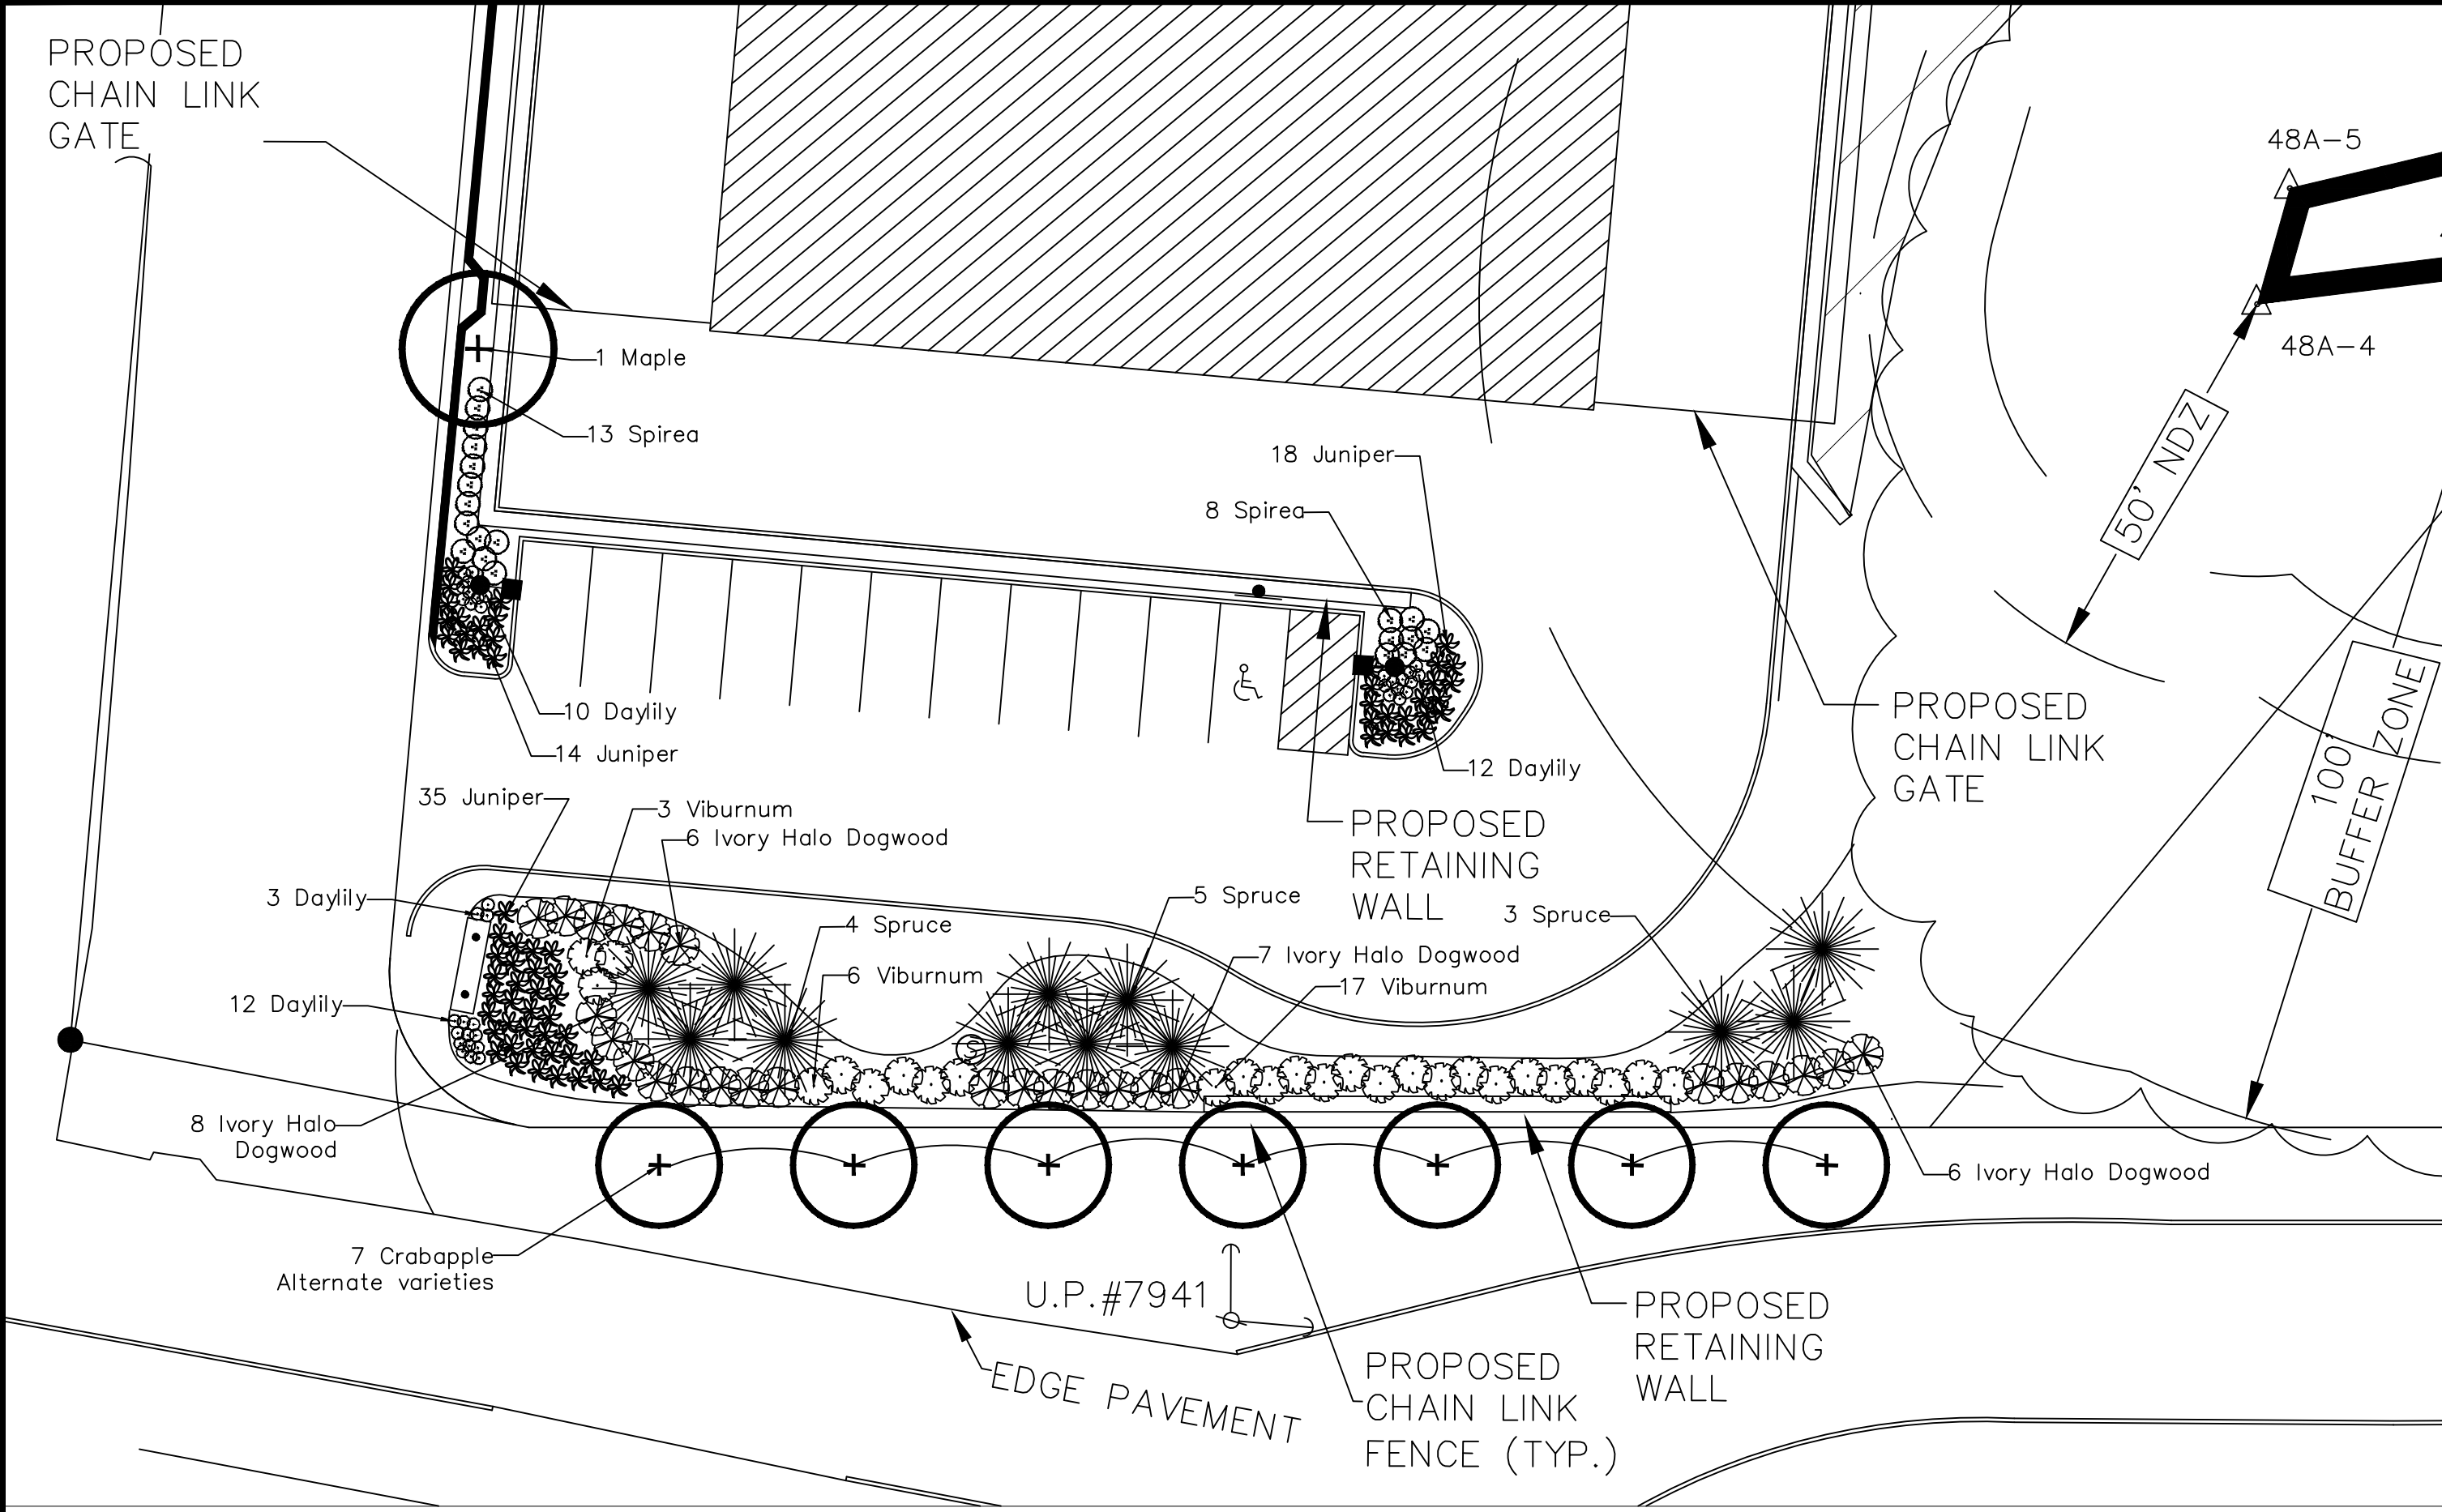 PROPOSED
CHAIN LINK
GATE
48A-5
48A-4
1 Maple
13 Spirea
18 Juniper
8 Spirea
50' NDZ
10 Daylily
14 Juniper
12 Daylily
PROPOSED
CHAIN LINK
GATE
100'
BUFFER ZONE
35 Juniper
3 Viburnum
6 Ivory Halo Dogwood
PROPOSED
RETAINING
WALL
3 Daylily
4 Spruce
5 Spruce
3 Spruce
6 Viburnum
7 Ivory Halo Dogwood
17 Viburnum
12 Daylily
S
8 Ivory Halo
Dogwood
6 Ivory Halo Dogwood
7 Crabapple
Alternate varieties
U.P.#7941
EDGE PAVEMENT
PROPOSED
CHAIN LINK
FENCE (TYP.)
PROPOSED
RETAINING
WALL